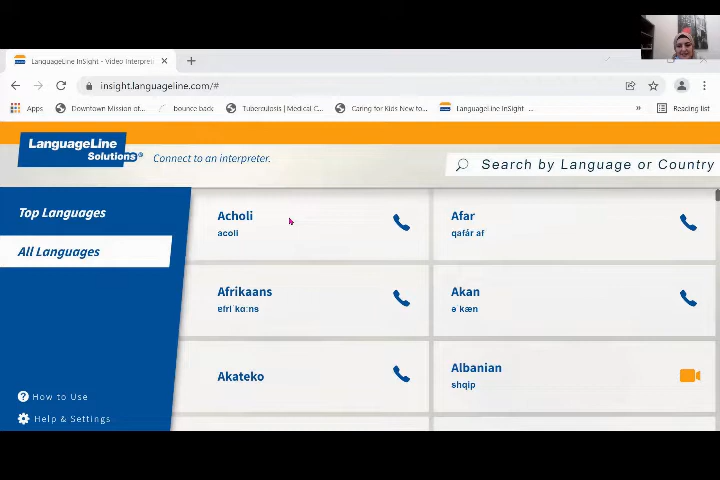 LanguageLine InSight - Video Interpret
insight.languageline.com/#
Apps
Downtown Mission of...
bounce back
Tuberculosis | Medical C...
Caring for Kids New to...
LanguageLine InSight...
»
Reading list
LanguageLine
Solutions®
Connect to an interpreter.
Search by Language or Country
Top Languages
All Languages
Acholi
acoli
Afar
qafár af
Afrikaans
ɐfriˈkɑːns
Akan
əˈkæn
Akateko
Albanian
shqip
How to Use
Help & Settings